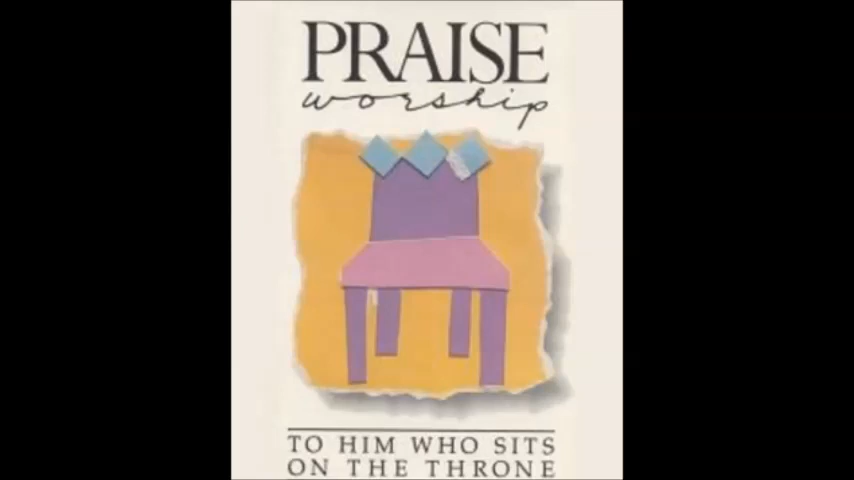 PRAISE
worship
TO HIM WHO SITS
ON THE THRONE